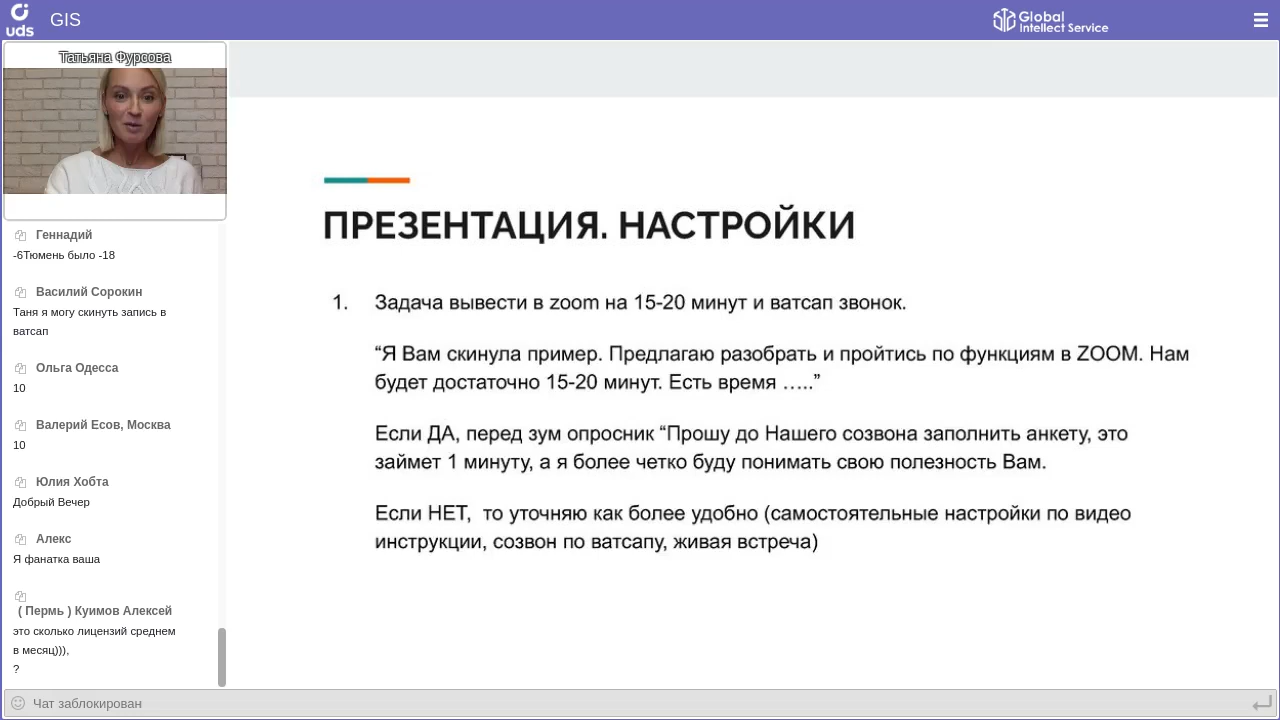 uds
GIS
Global
Intellect Service
Татьяна Фурсова
Геннадий
-6Тюмень было -18
Василий Сорокин
Таня я могу скинуть запись в
ватсап
Ольга Одесса
10
Валерий Есов, Москва
10
Юлия Хобта
Добрый Вечер
Алекс
Я фанатка ваша
( Пермь ) Куимов Алексей
это сколько лицензий среднем
в месяц))),
?
Чат заблокирован
ПРЕЗЕНТАЦИЯ. НАСТРОЙКИ
1. Задача вывести в zoom на 15-20 минут и ватсап звонок.
“Я Вам скинула пример. Предлагаю разобрать и пройтись по функциям в ZOOM. Нам
будет достаточно 15-20 минут. Есть время …..”
Если ДА, перед зум опросник “Прошу до Нашего созвона заполнить анкету, это
займет 1 минуту, а я более четко буду понимать свою полезность Вам.
Если НЕТ,  то уточняю как более удобно (самостоятельные настройки по видео
инструкции, созвон по ватсапу, живая встреча)